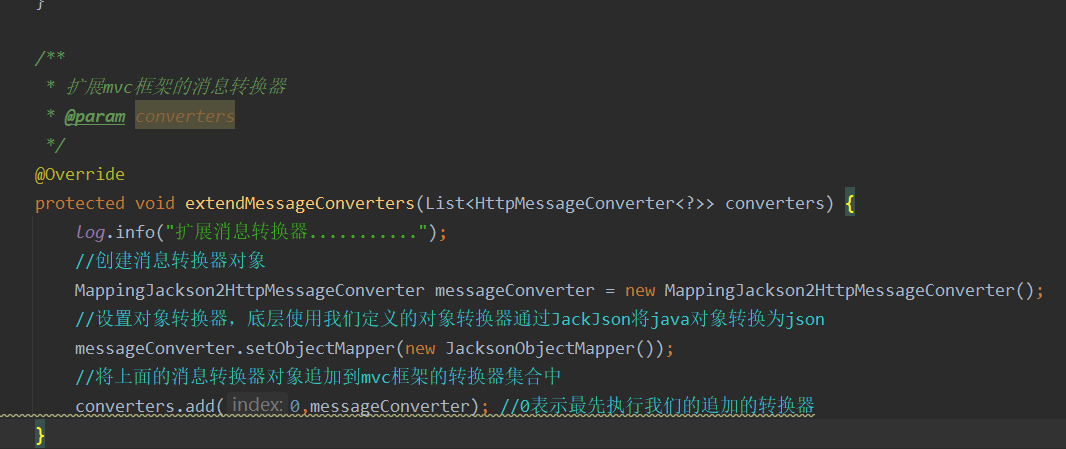 }
/**
* 扩展mvc框架的消息转换器
* @param converters
*/
@Override
protected void extendMessageConverters(List<HttpMessageConverter<?>> converters) {
log.info("扩展消息转换器...........");
//创建消息转换器对象
MappingJackson2HttpMessageConverter messageConverter = new MappingJackson2HttpMessageConverter();
//设置对象转换器，底层使用我们定义的对象转换器通过JackJson将java对象转换为json
messageConverter.setObjectMapper(new JacksonObjectMapper());
//将上面的消息转换器对象追加到mvc框架的转换器集合中
converters.add( index: 0,messageConverter); //0表示最先执行我们的追加的转换器
}